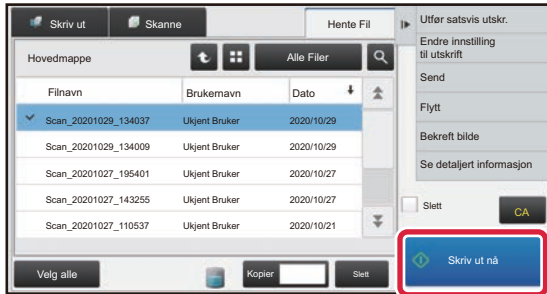 Skriv ut
Skanne
Hente Fil
Hovedmappe
Alle Filer
Filnavn Brukernavn Dato
Scan_20201029_134037 Ukjent Bruker 2020/10/29
Scan_20201029_134009 Ukjent Bruker 2020/10/29
Scan_20201027_195401 Ukjent Bruker 2020/10/27
Scan_20201027_143255 Ukjent Bruker 2020/10/27
Scan_20201027_110537 Ukjent Bruker 2020/10/21
Velg alle
Kopier
Slett
Utfør satsvis utskr.
Endre innstilling
til utskrift
Send
Flytt
Bekreft bilde
Se detaljert informasjon
Slett
CA
Skriv ut nå